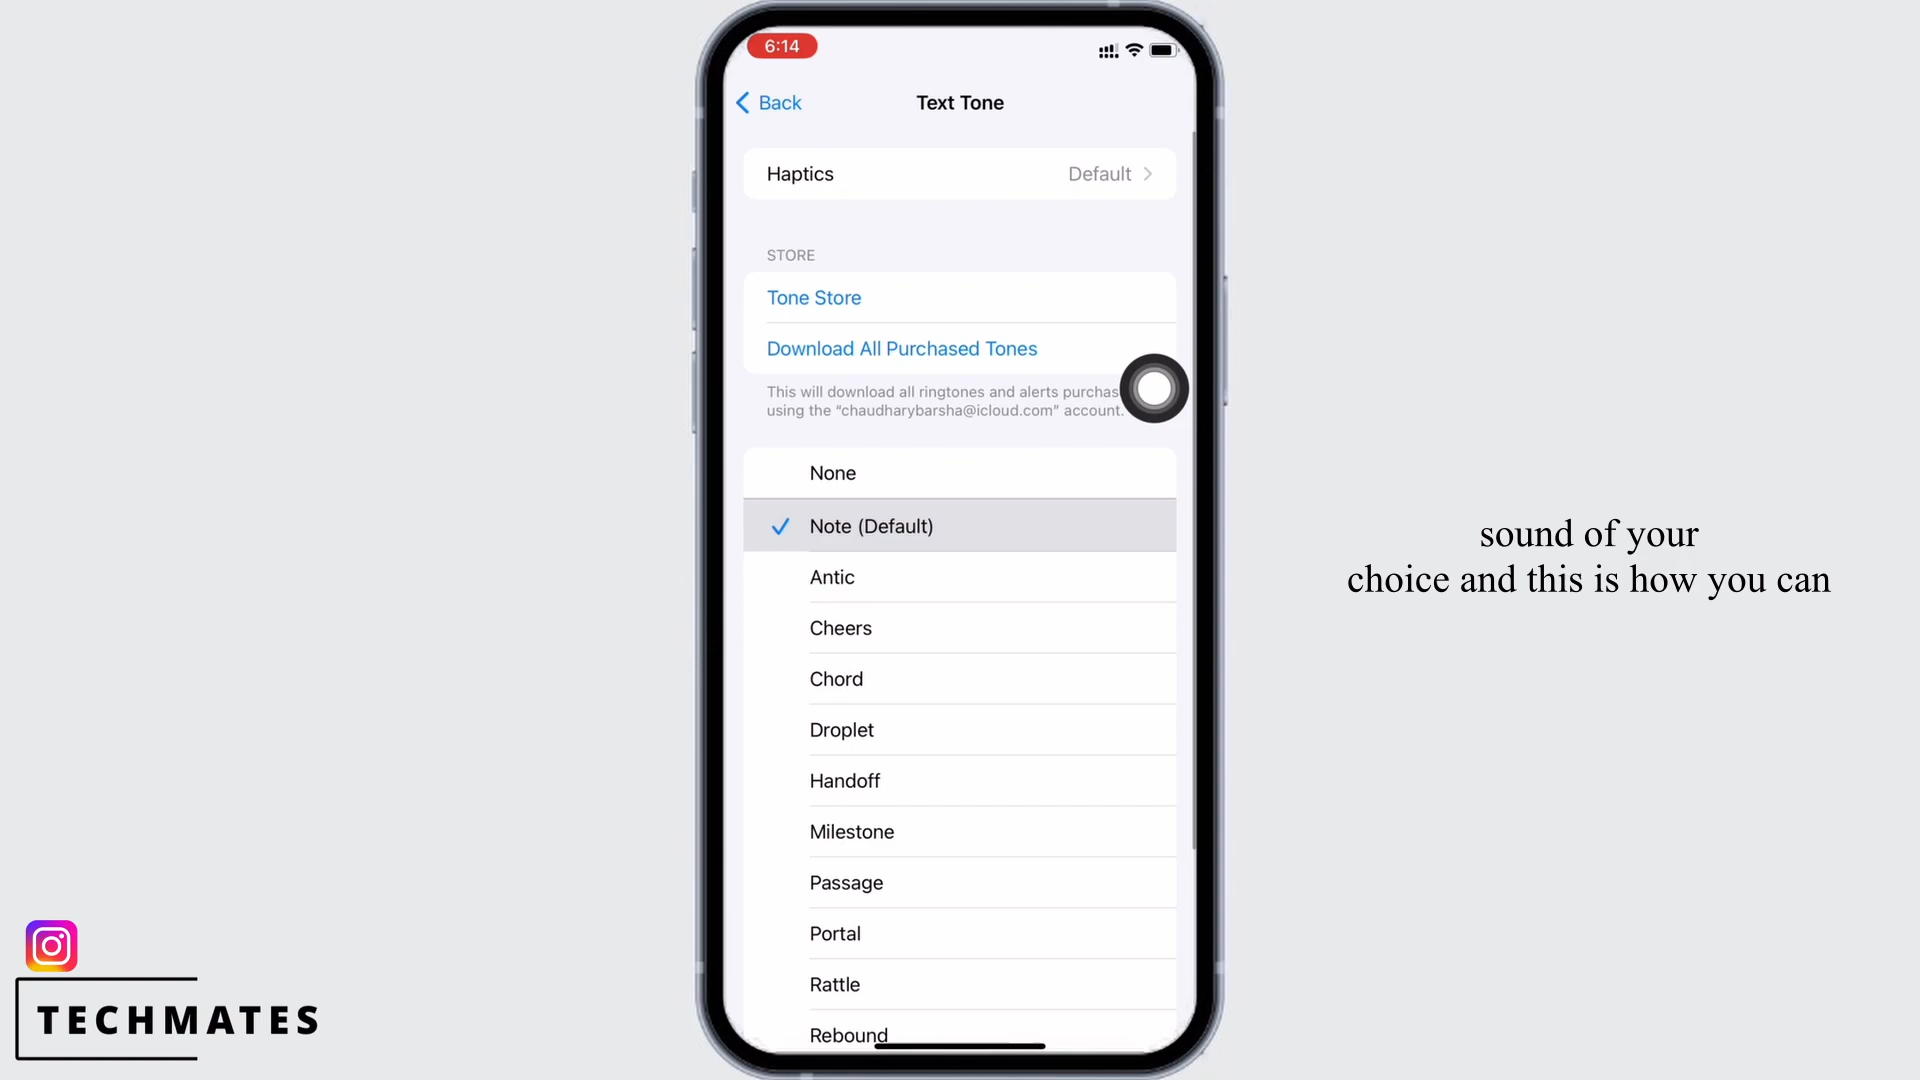 6:14
Back
Text Tone
Haptics
Default
STORE
Tone Store
Download All Purchased Tones
This will download all ringtones and alerts
using the “chaudharybarsha@icloud.com” account.
None
Note (Default)
Antic
Cheers
Chord
Droplet
Handoff
Milestone
Passage
Portal
Rattle
Rebound
sound of your
choice and this is how you can
TECHMATES